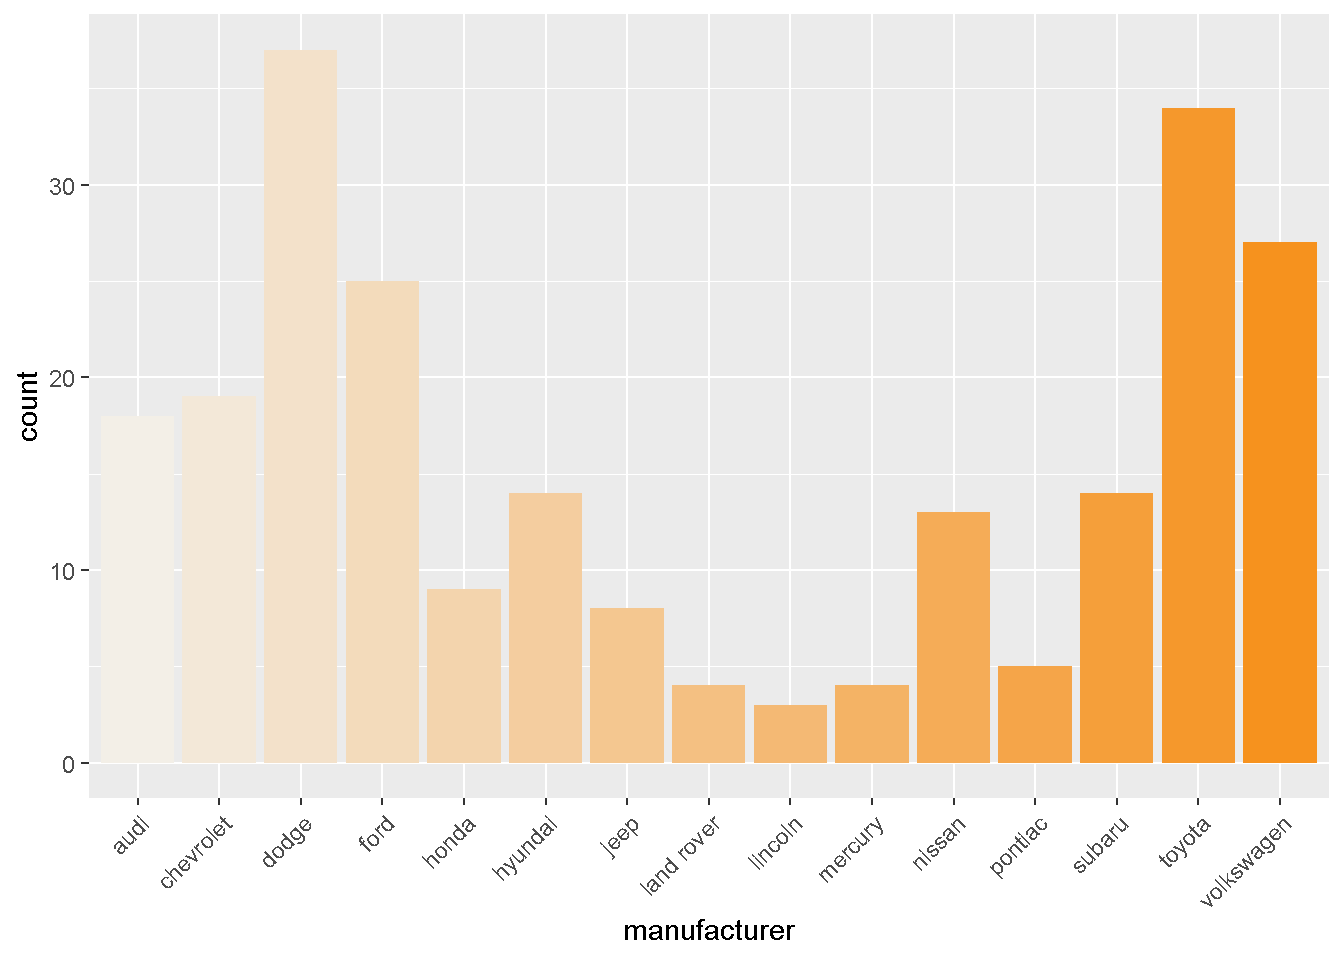 count
30
20
10
0
audi
chevrolet
dodge
ford
honda
hyundai
jeep
land rover
lincoln
mercury
nissan
pontiac
subaru
toyota
volkswagen
manufacturer